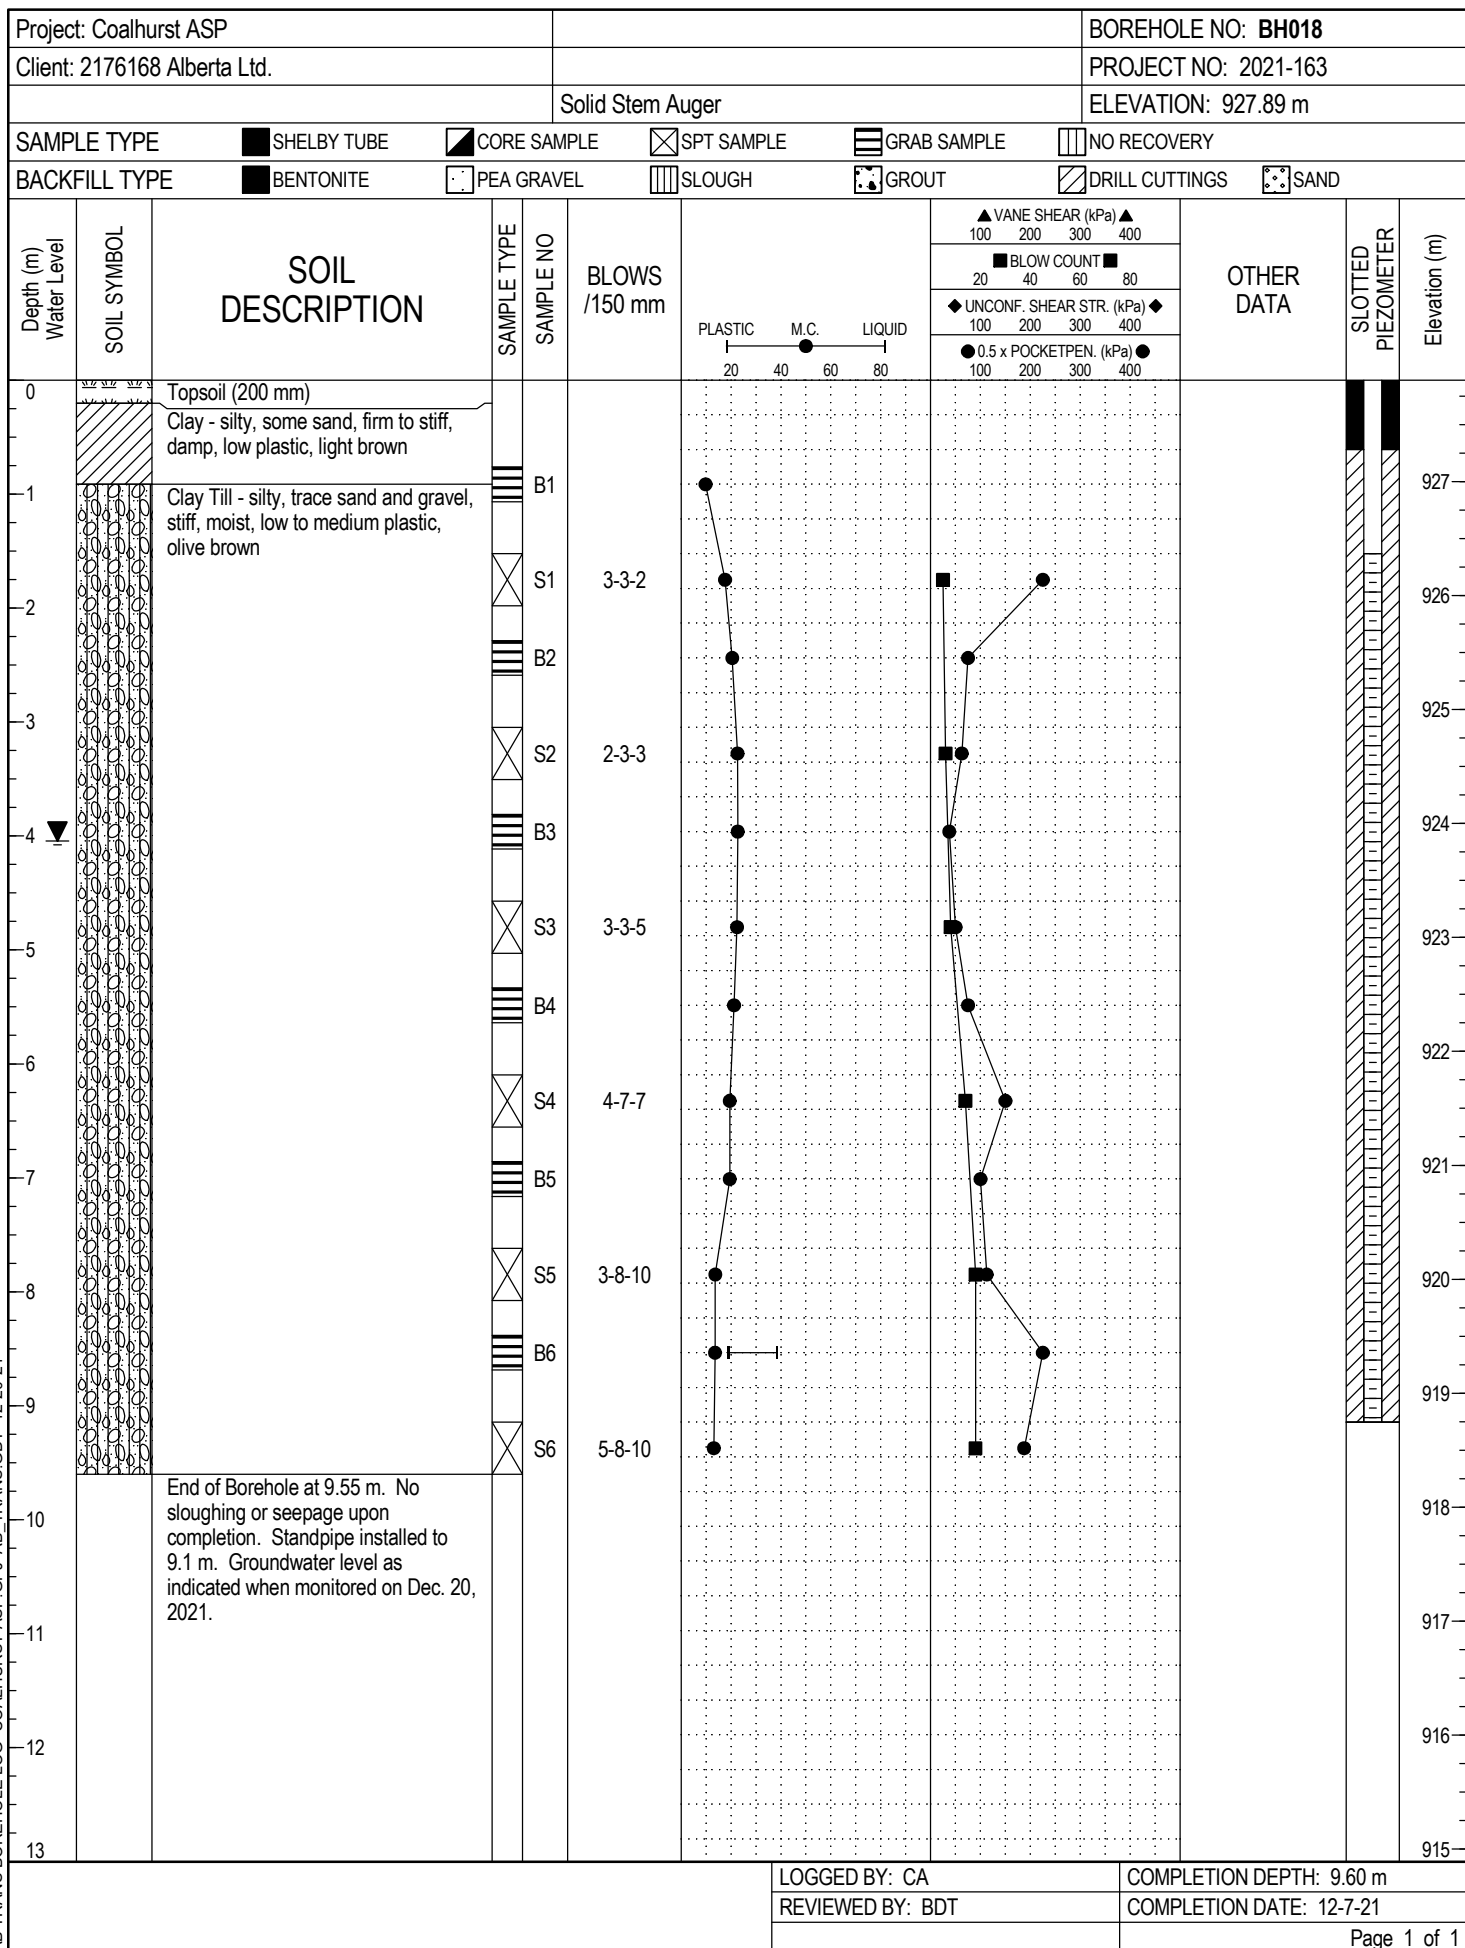 Project: Coalhurst ASP
BOREHOLE NO: BH018
Client: 2176168 Alberta Ltd.
PROJECT NO: 2021-163
Solid Stem Auger
ELEVATION: 927.89 m
SAMPLE TYPE SHELBY TUBE CORE SAMPLE SPT SAMPLE GRAB SAMPLE NO RECOVERY
BACKFILL TYPE BENTONITE PEA GRAVEL SLOUGH GROUT DRILL CUTTINGS SAND
Depth (m)
Water Level
SOIL SYMBOL
SOIL
DESCRIPTION
SAMPLE TYPE
SAMPLE NO
BLOWS
/150 mm
PLASTIC M.C. LIQUID
20 40 60 80
VANE SHEAR (kPa)
100 200 300 400
BLOW COUNT
20 40 60 80
UNCONF. SHEAR STR. (kPa)
100 200 300 400
0.5 x POCKETPEN. (kPa)
100 200 300 400
OTHER
DATA
SLOTTED
PIEZOMETER
Elevation (m)
0
Topsoil (200 mm)
Clay - silty, some sand, firm to stiff,
damp, low plastic, light brown
B1
927
1
Clay Till - silty, trace sand and gravel,
stiff, moist, low to medium plastic,
olive brown
S1 3-3-2
926
2
B2
925
3
S2 2-3-3
924
4
B3
S3 3-3-5
923
5
B4
922
6
S4 4-7-7
921
7
B5
S5 3-8-10
920
8
B6
919
9
S6 5-8-10
End of Borehole at 9.55 m. No
sloughing or seepage upon
completion. Standpipe installed to
9.1 m. Groundwater level as
indicated when monitored on Dec. 20,
2021.
918
10
917
11
916
12
915
13
LOGGED BY: CA
COMPLETION DEPTH: 9.60 m
REVIEWED BY: BDT
COMPLETION DATE: 12-7-21
Page 1 of 1